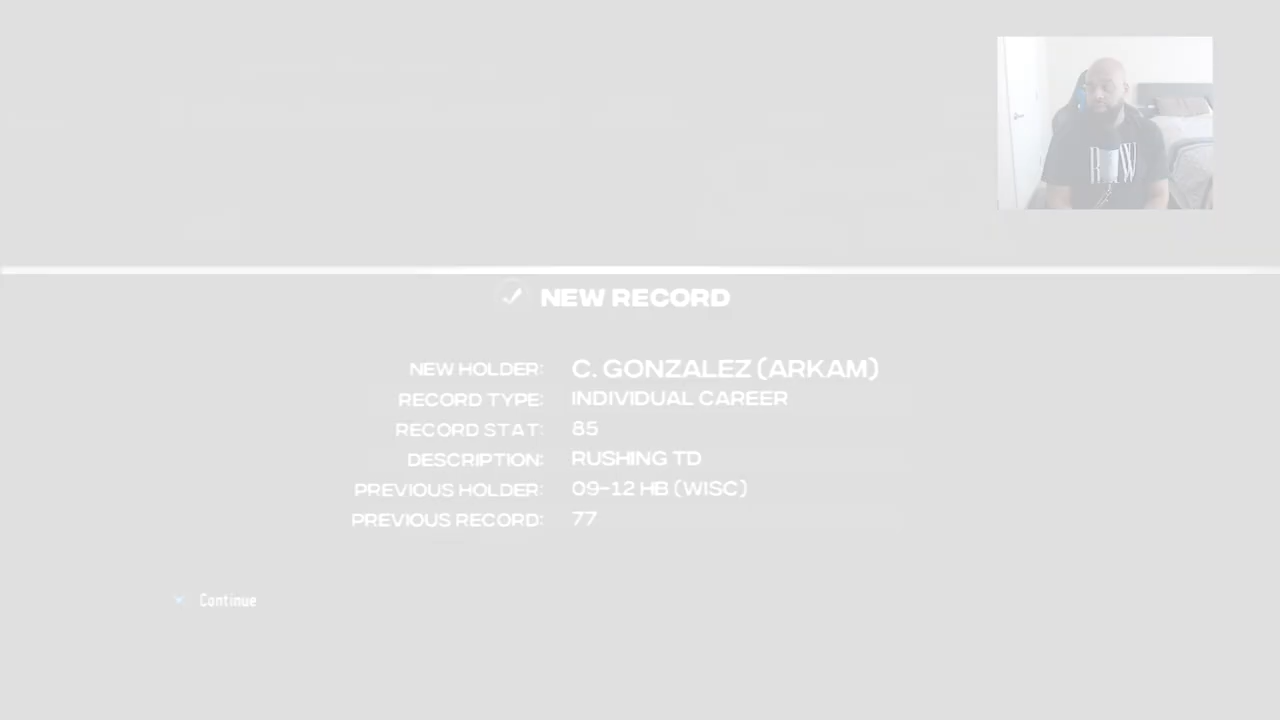 NEW RECORD
NEW HOLDER: C. GONZALEZ (ARKAM)
RECORD TYPE: INDIVIDUAL CAREER
RECORD STAT: 85
DESCRIPTION: RUSHING TD
PREVIOUS HOLDER: 09-12 HB (WISC)
PREVIOUS RECORD: 77
Continue